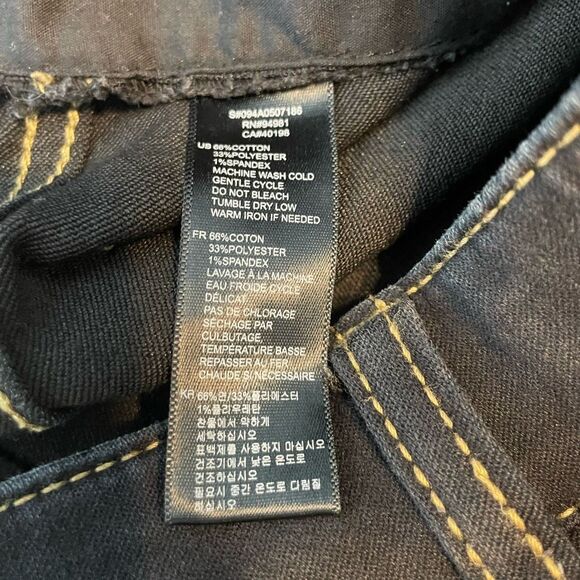 S#094A0507186
RN#94981
CA#40198
US 66%COTTON
33%POLYESTER
1%SPANDEX
MACHINE WASH COLD
GENTLE CYCLE
DO NOT BLEACH
TUMBLE DRY LOW
WARM IRON IF NEEDED
FR 66%COTON
33%POLYESTER
1%SPANDEX
LAVAGE À LA MACHIKE
EAU FROIDE CYCLE
DÉLICAT
PAS DE CHLORAGE
SÉCHAGE PAR
CULBUTAGE
TEMPÉRATURE BASSE
REPASSER AU FER
CHAUDE SI NÉCESSAIRE
KR 66%면/33%폴리에스터
1%폴리우레탄
찬물에서 약하게
세탁하십시오
표백제를 사용하지 마십시오
건조기에서 낮은 온도로
건조하십시오
필요시 중간 온도로 다림질
하십시오